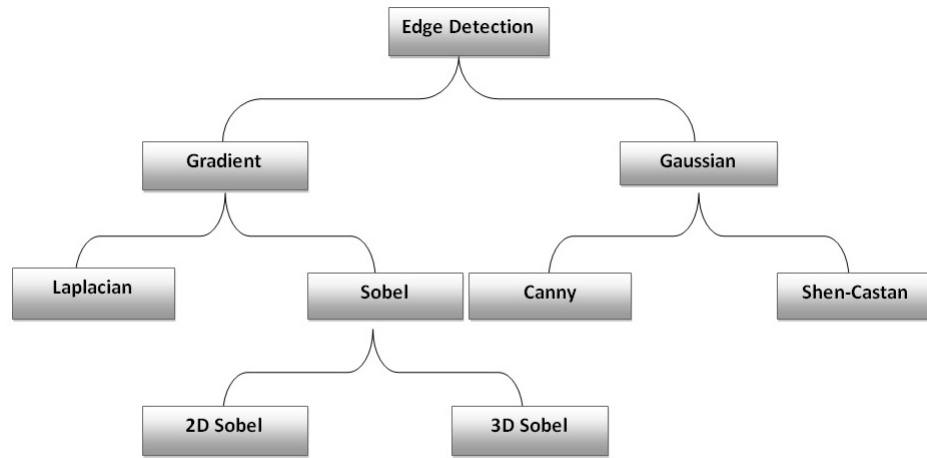 Edge Detection
Gradient
Gaussian
Laplacian
Sobel
Canny
Shen-Castan
2D Sobel
3D Sobel